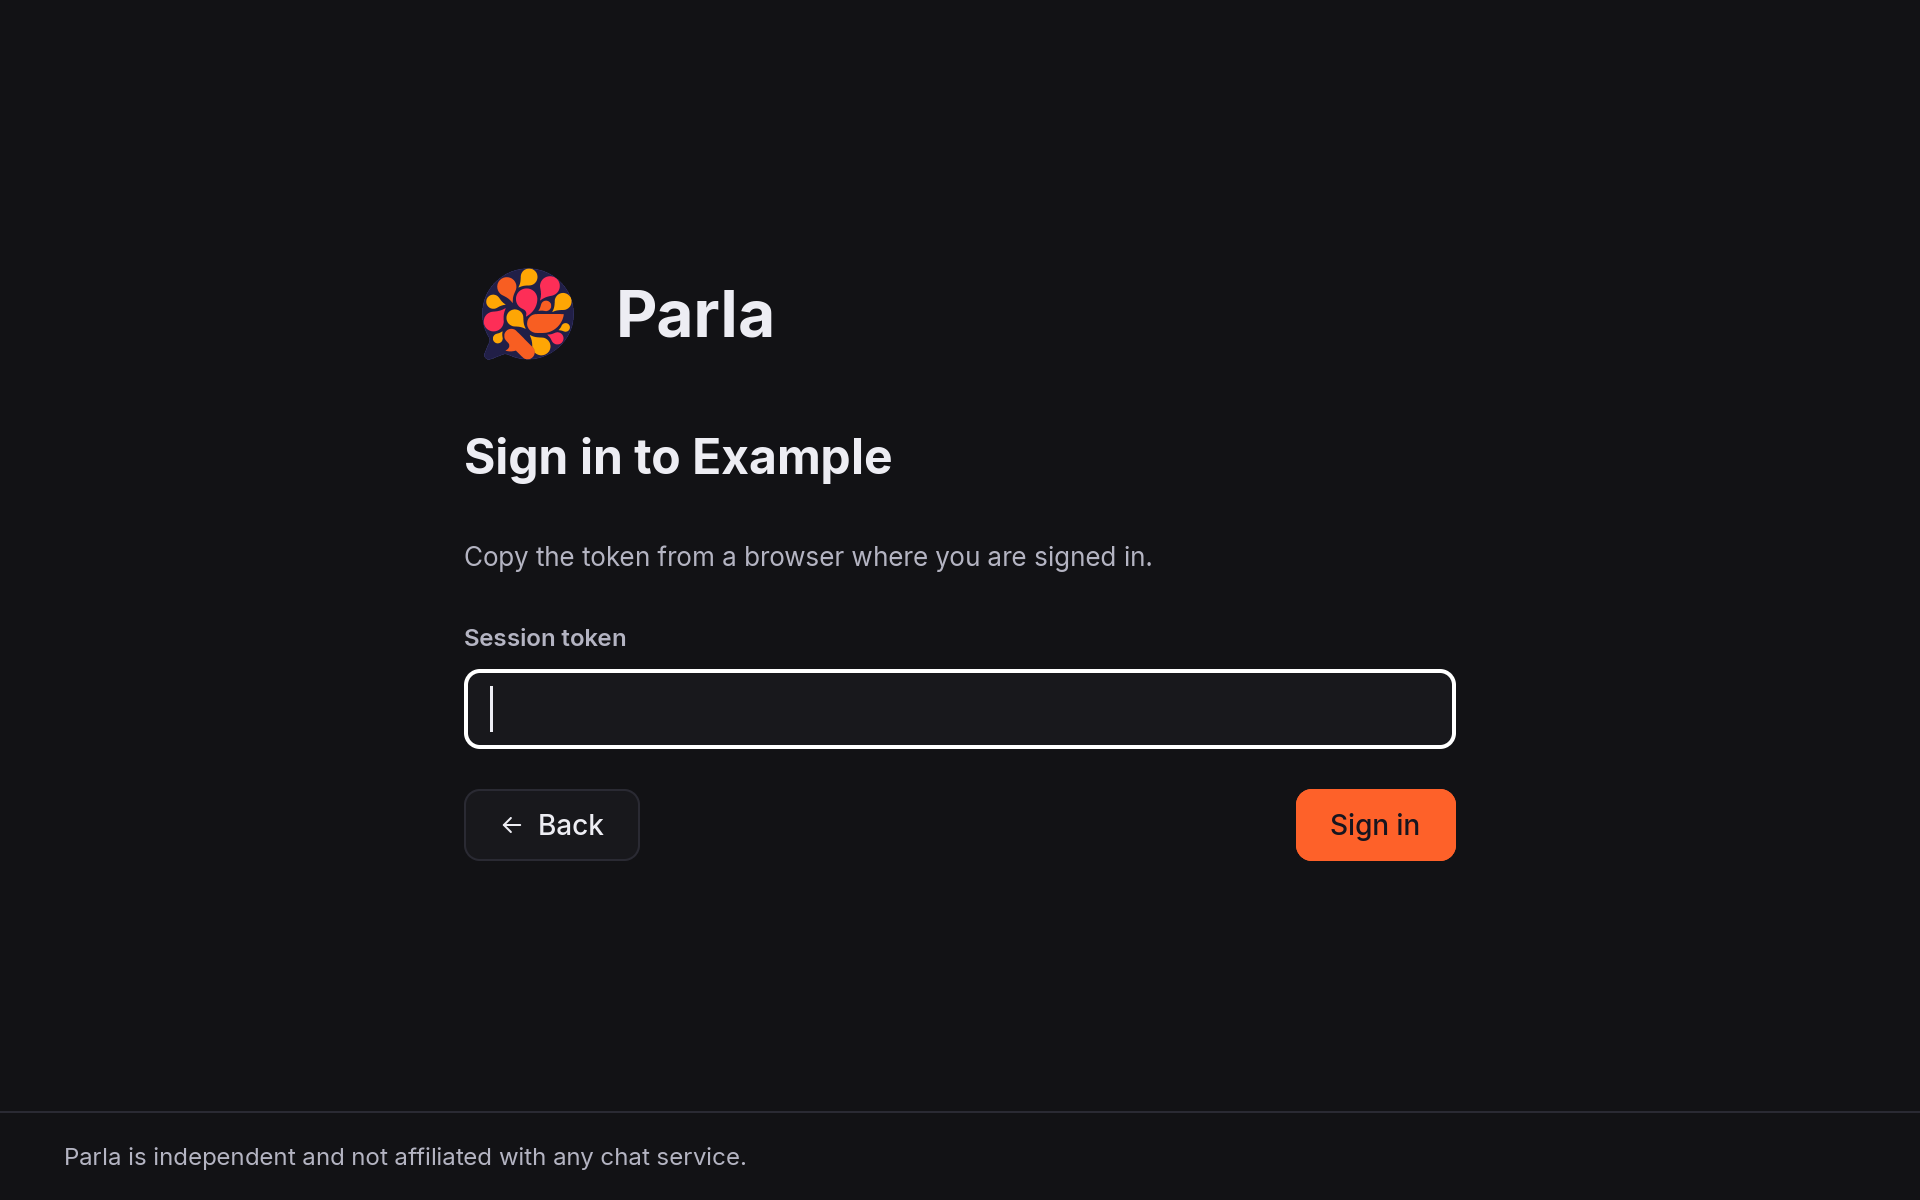 Parla
Sign in to Example
Copy the token from a browser where you are signed in.
Session token
← Back
Sign in
Parla is independent and not affiliated with any chat service.